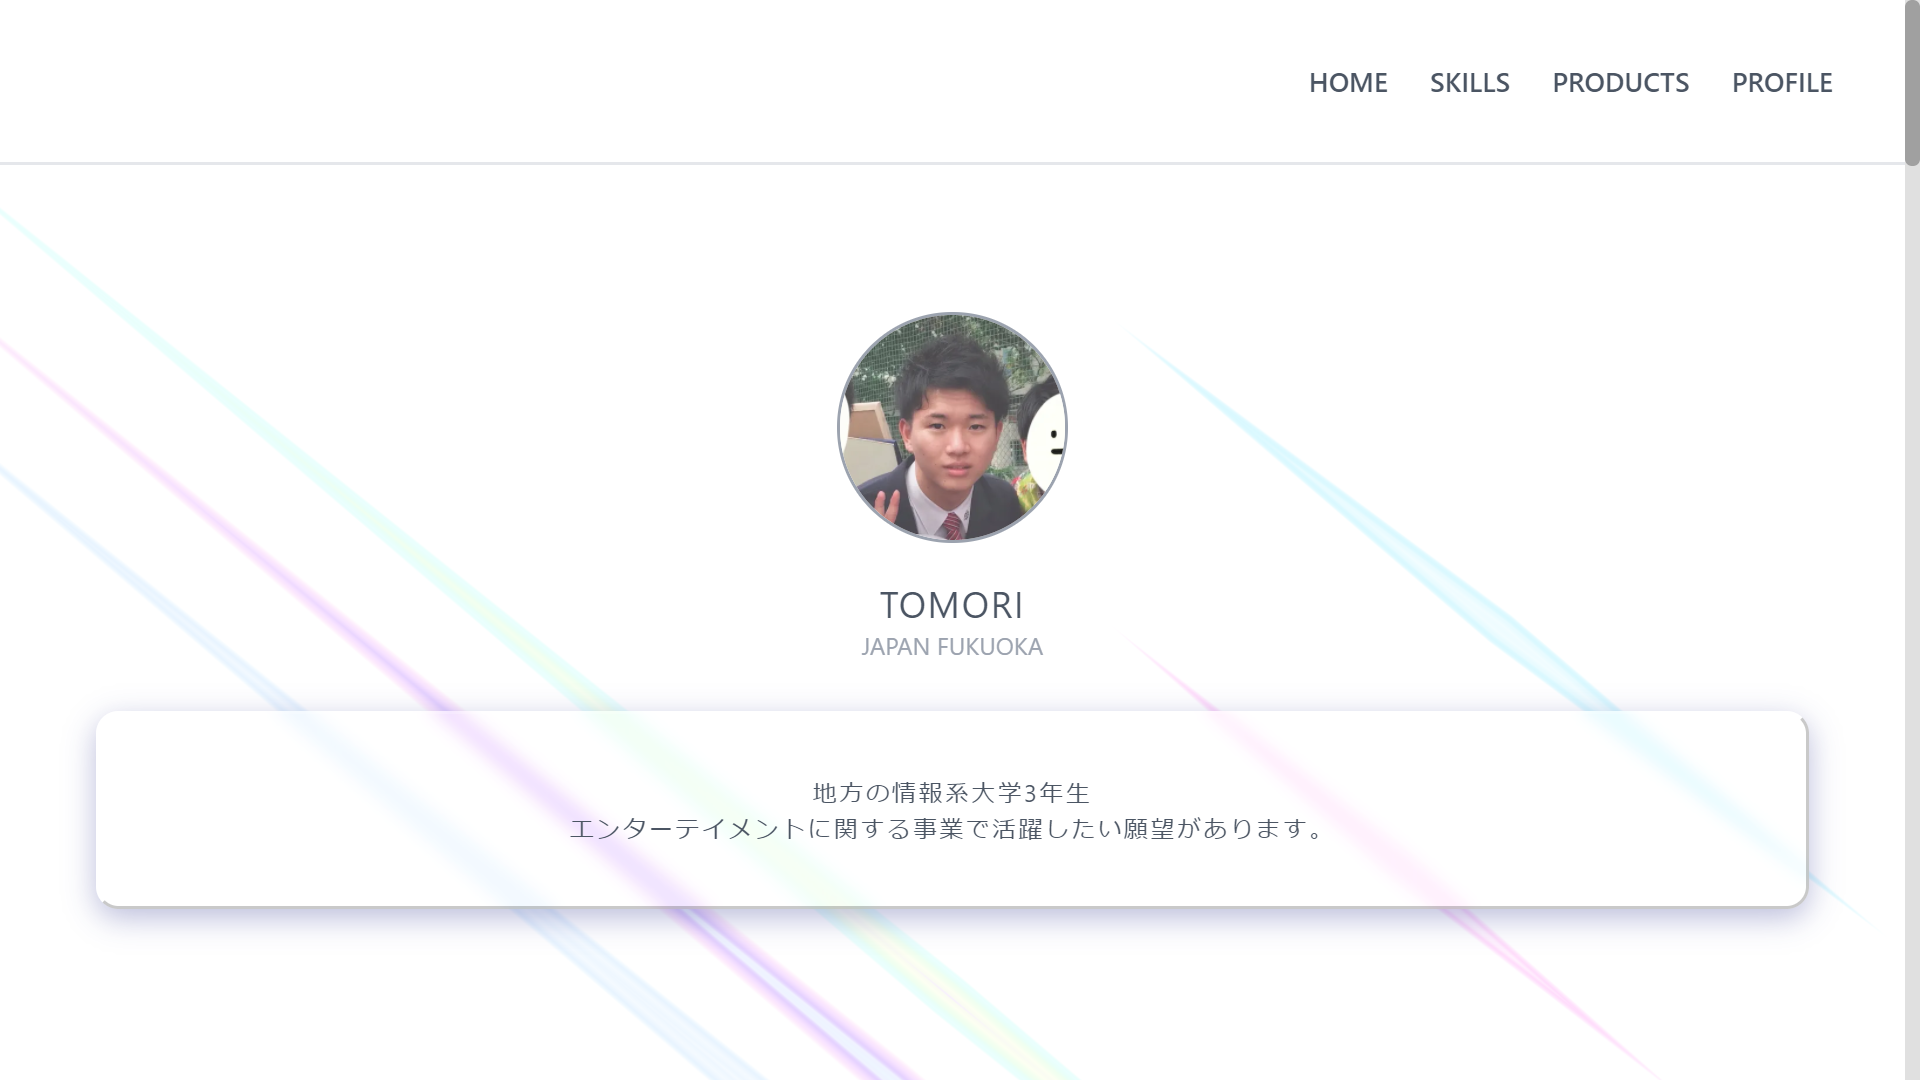 HOME SKILLS PRODUCTS PROFILE
TOMORI
JAPAN FUKUOKA
地方の情報系大学3年生
エンターテイメントに関する事業で活躍したい願望があります。